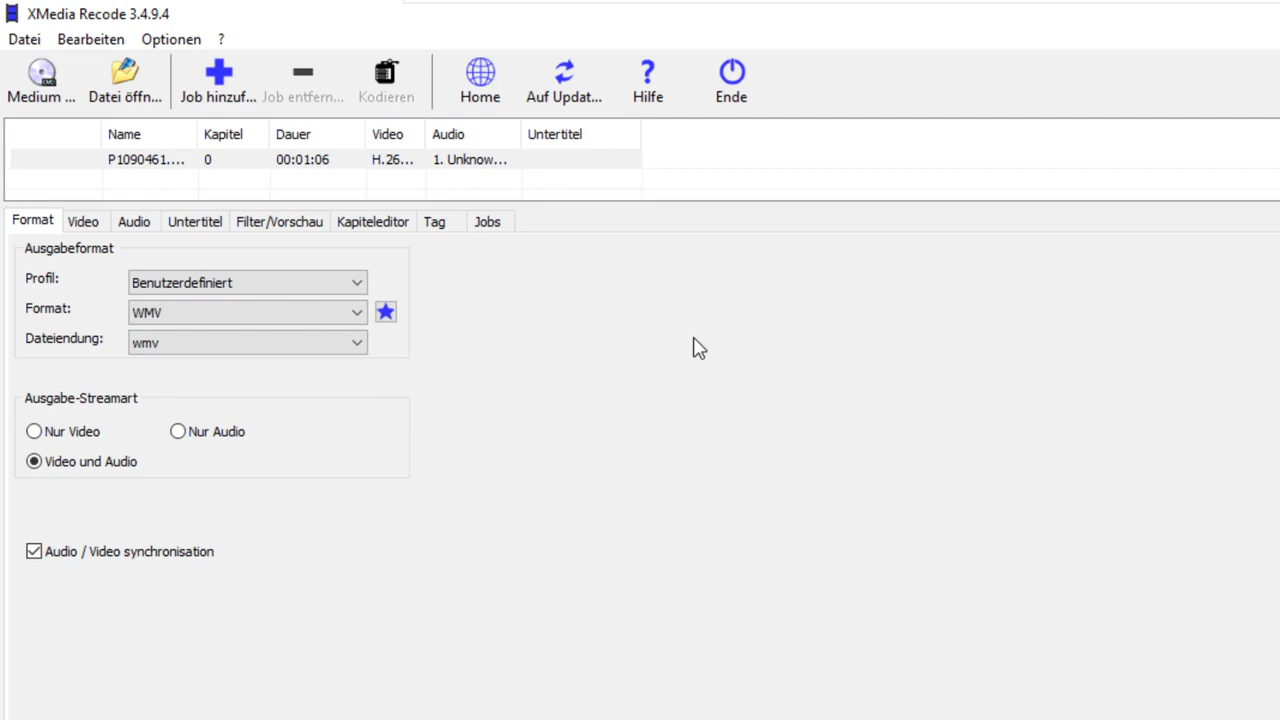 XMedia Recode 3.4.9.4
Datei Bearbeiten Optionen ?
Medium ... Datei öffn... Job hinzuf... Job entfern... Kodieren Home Auf Updat... Hilfe Ende
Name Kapitel Dauer Video Audio Untertitel
P1090461.... 0 00:01:06 H.26... 1. Unknow...
Format Video Audio Untertitel Filter/Vorschau Kapiteleditor Tag Jobs
Ausgabeformat
Profil: Benutzerdefiniert
Format: WMV
Dateiendung: wmv
Ausgabe-Streamart
Nur Video Nur Audio
Video und Audio
Audio / Video synchronisation